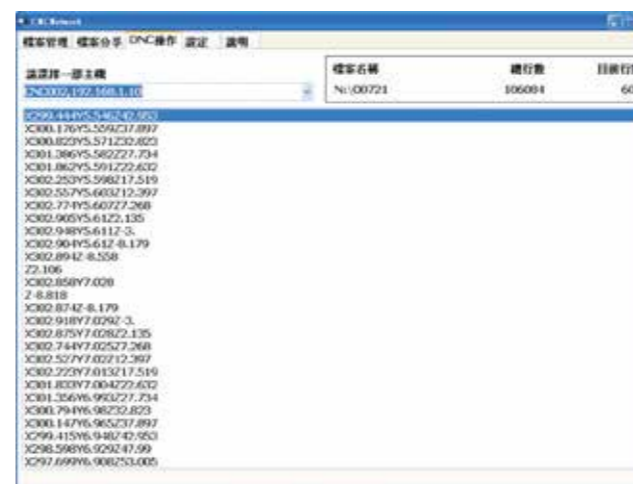 CNCNetwork
檔案管理 檔案分享 DNC操作 設定 說明
請選擇一部主機
CNC002,192.168.1.10
檔案名稱 總行數 目前行
N:\00721 106084 60
X299.444Y5.546Z42.953
X300.176Y5.559Z37.897
X300.823Y5.571Z32.823
X301.386Y5.582Z27.734
X301.862Y5.591Z22.632
X302.253Y5.598Z17.519
X302.557Y5.603Z12.397
X302.774Y5.607Z7.268
X302.905Y5.61Z2.135
X302.948Y5.611Z-3.
X302.904Y5.61Z-8.179
X302.894Z-8.558
Z2.106
X302.858Y7.028
Z-8.818
X302.874Z-8.179
X302.918Y7.029Z-3.
X302.875Y7.028Z2.135
X302.744Y7.025Z7.268
X302.527Y7.02Z12.397
X302.223Y7.013Z17.519
X301.833Y7.004Z22.632
X301.356Y6.993Z27.734
X300.794Y6.98Z32.823
X300.147Y6.965Z37.897
X299.415Y6.948Z42.953
X298.598Y6.929Z47.99
X297.699Y6.908Z53.005